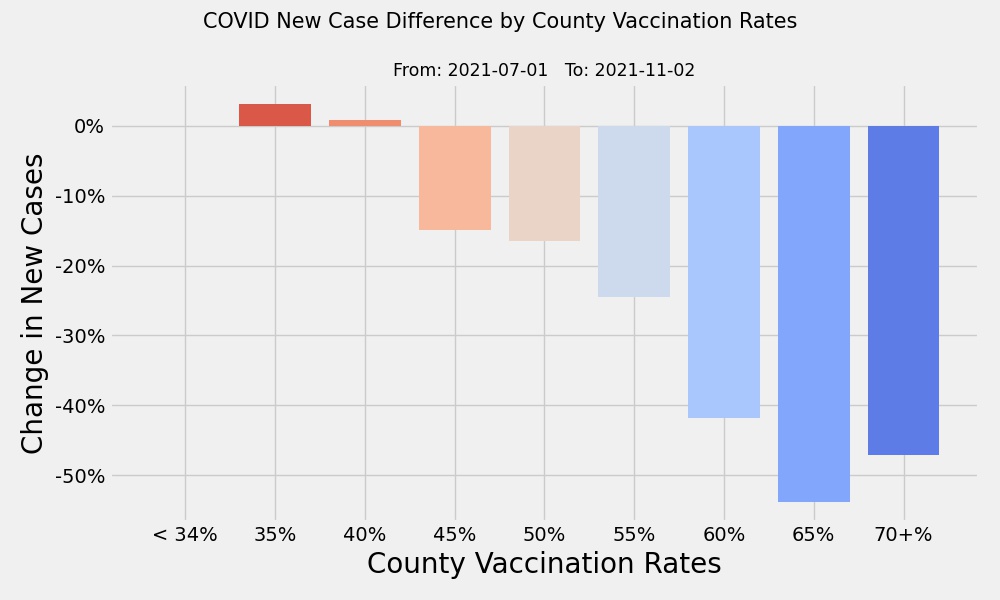 COVID New Case Difference by County Vaccination Rates
From: 2021-07-01   To: 2021-11-02
Change in New Cases
0%
-10%
-20%
-30%
-40%
-50%
< 34% 35% 40% 45% 50% 55% 60% 65% 70+%
County Vaccination Rates